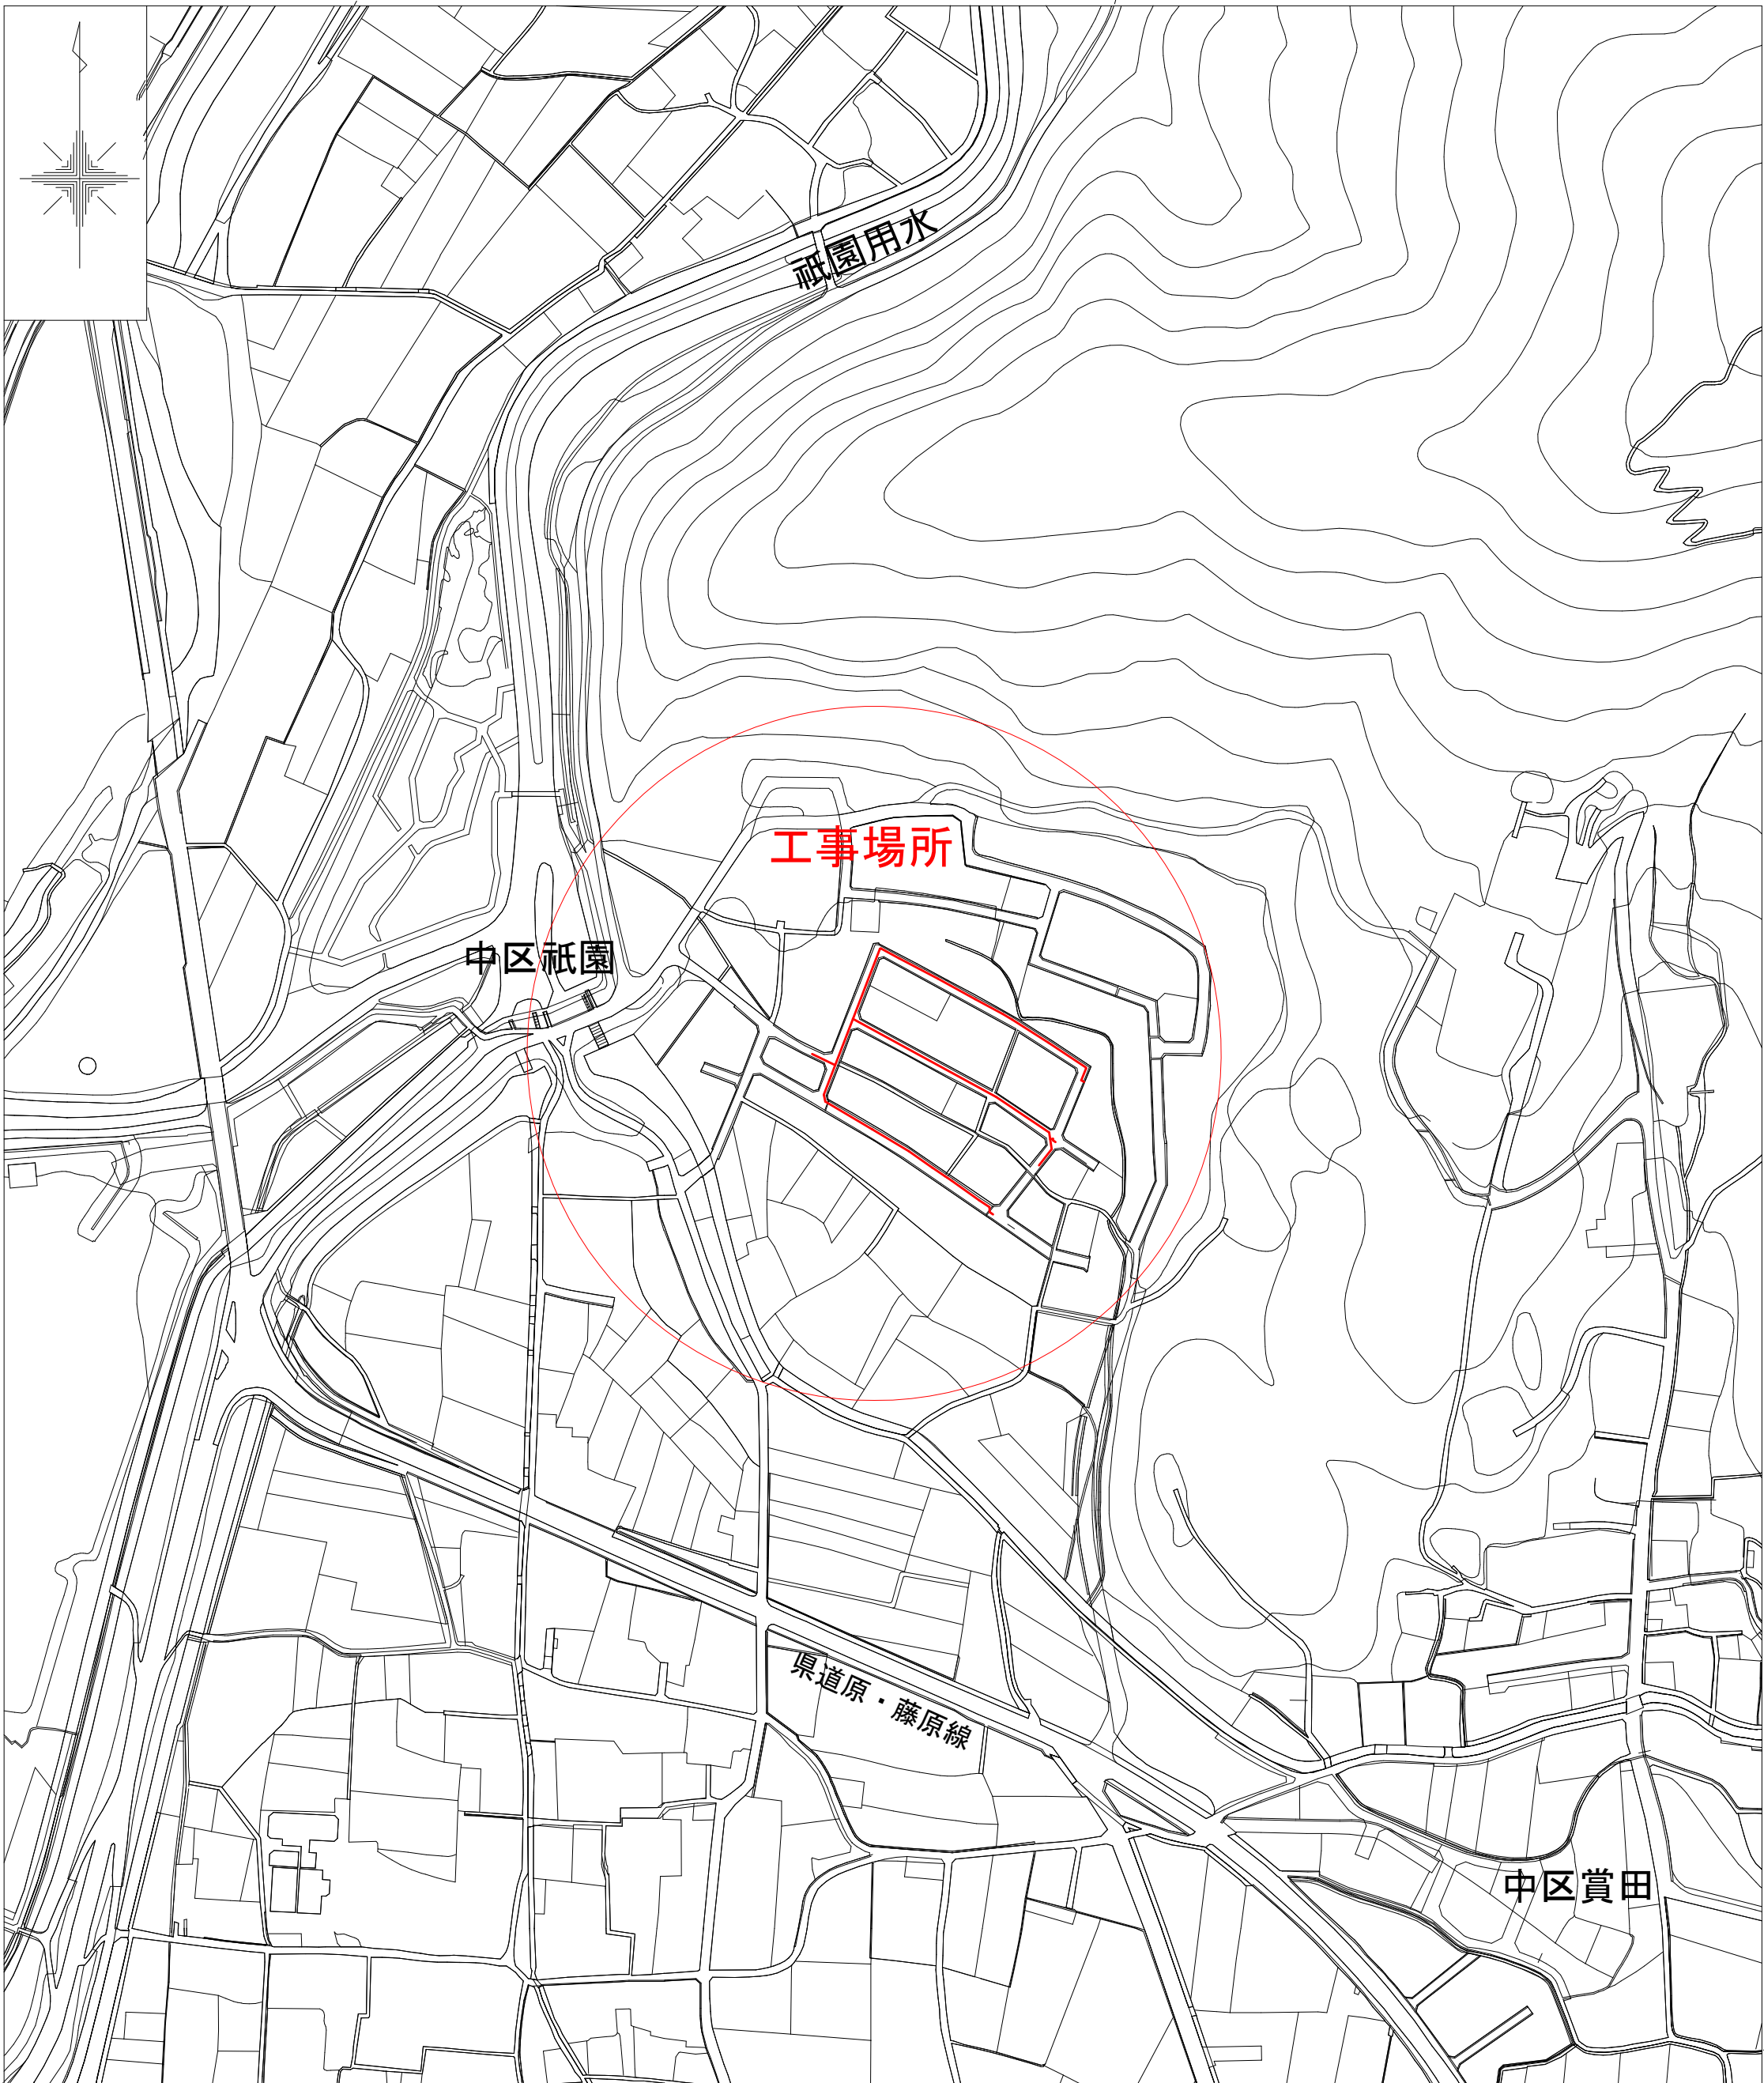 祇園用水
工事場所
中区祇園
県道原・藤原線
中区賞田